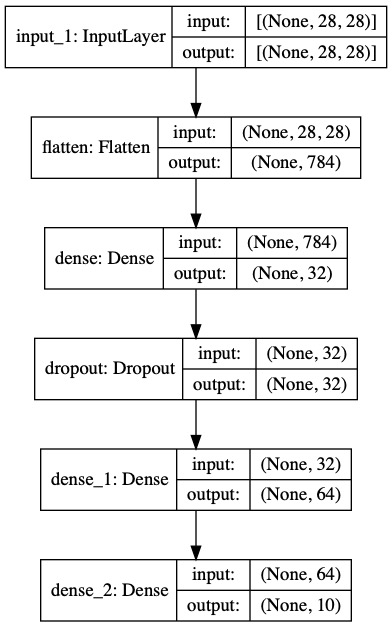 input_1: InputLayer input: [(None, 28, 28)]
output: [(None, 28, 28)]
flatten: Flatten input: (None, 28, 28)
output: (None, 784)
dense: Dense input: (None, 784)
output: (None, 32)
dropout: Dropout input: (None, 32)
output: (None, 32)
dense_1: Dense input: (None, 32)
output: (None, 64)
dense_2: Dense input: (None, 64)
output: (None, 10)